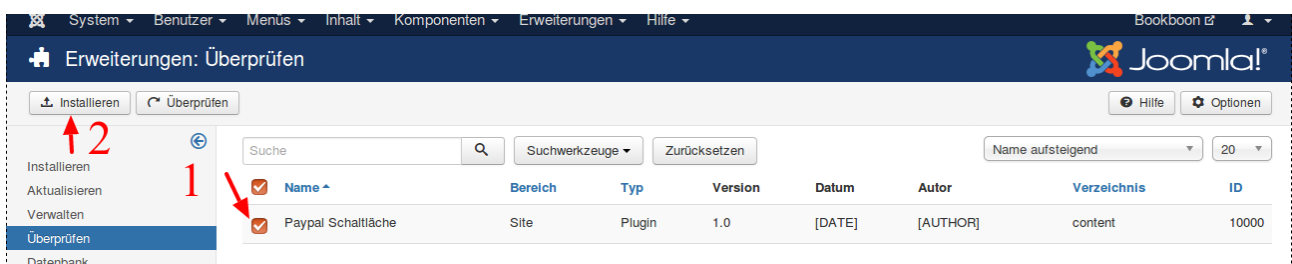 System Benutzer Menüs Inhalt Komponenten Erweiterungen Hilfe Bookboon
Erweiterungen: Überprüfen Joomla!®
Installieren Überprüfen Hilfe Optionen
2
1
Suche Suchwerkzeuge Zurücksetzen Name aufsteigend 20
Installieren
Aktualisieren
Verwalten
Überprüfen
Datenbank
Name Bereich Typ Version Datum Autor Verzeichnis ID
Paypal Schaltläche Site Plugin 1.0 [DATE] [AUTHOR] content 10000